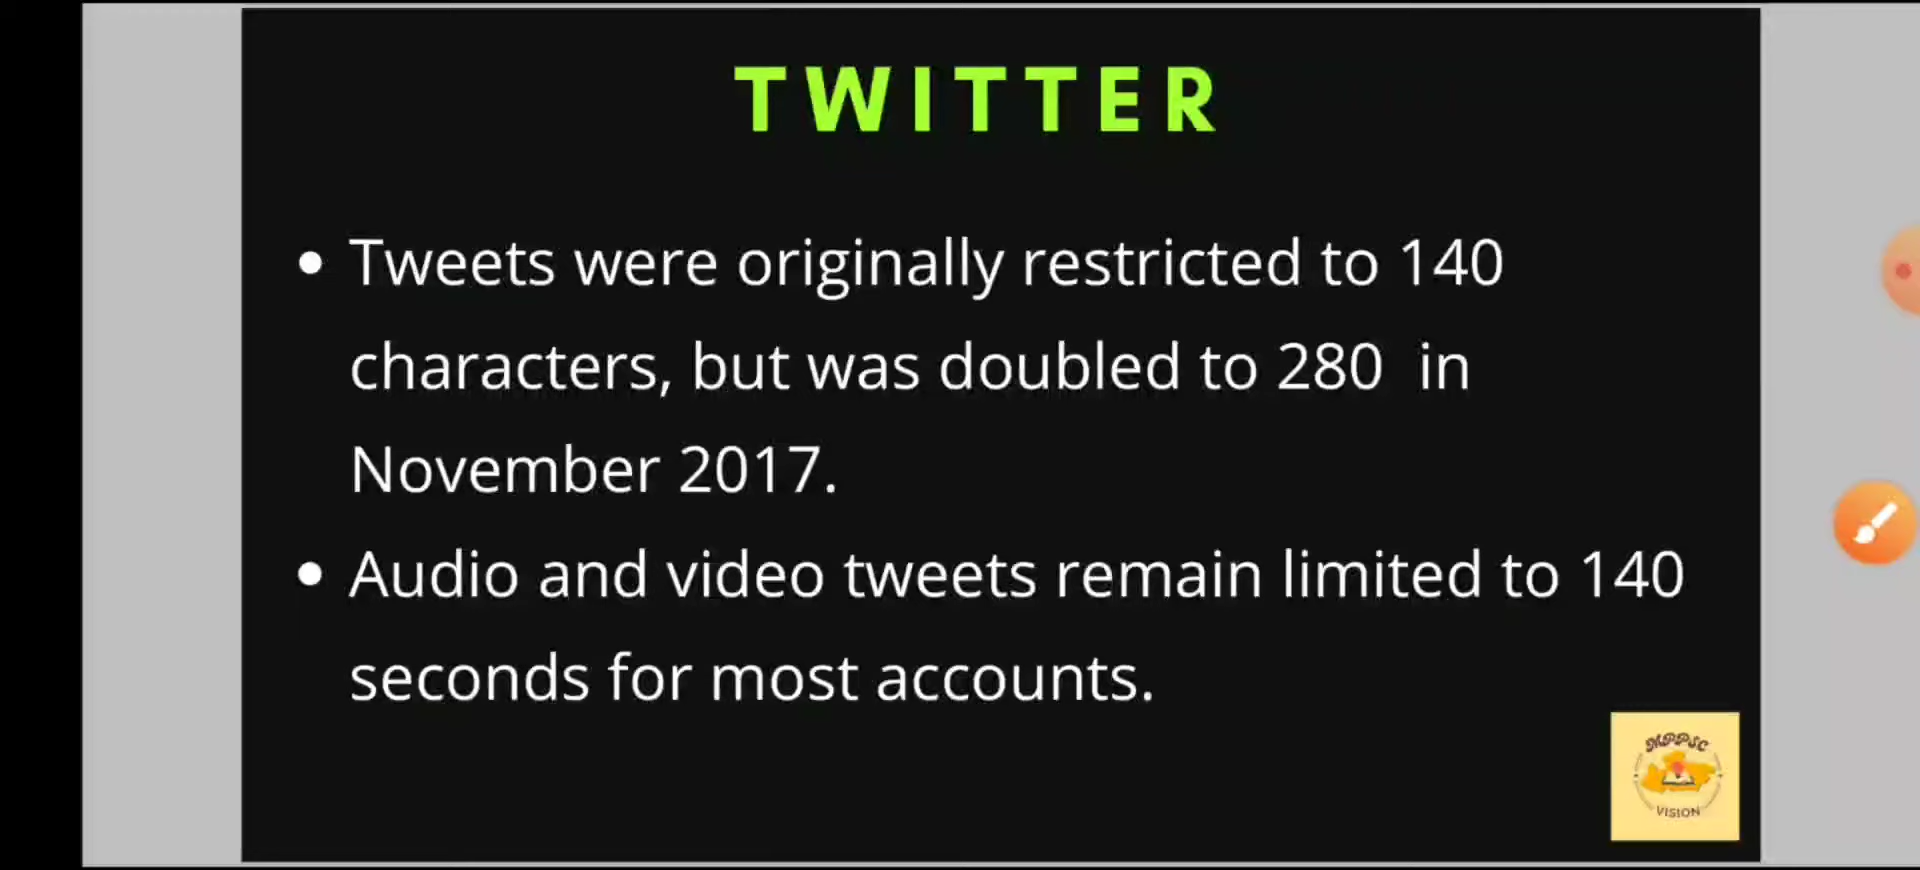 TWITTER
• Tweets were originally restricted to 140
characters, but was doubled to 280 in
November 2017.
• Audio and video tweets remain limited to 140
seconds for most accounts.
MPPSC
VISION